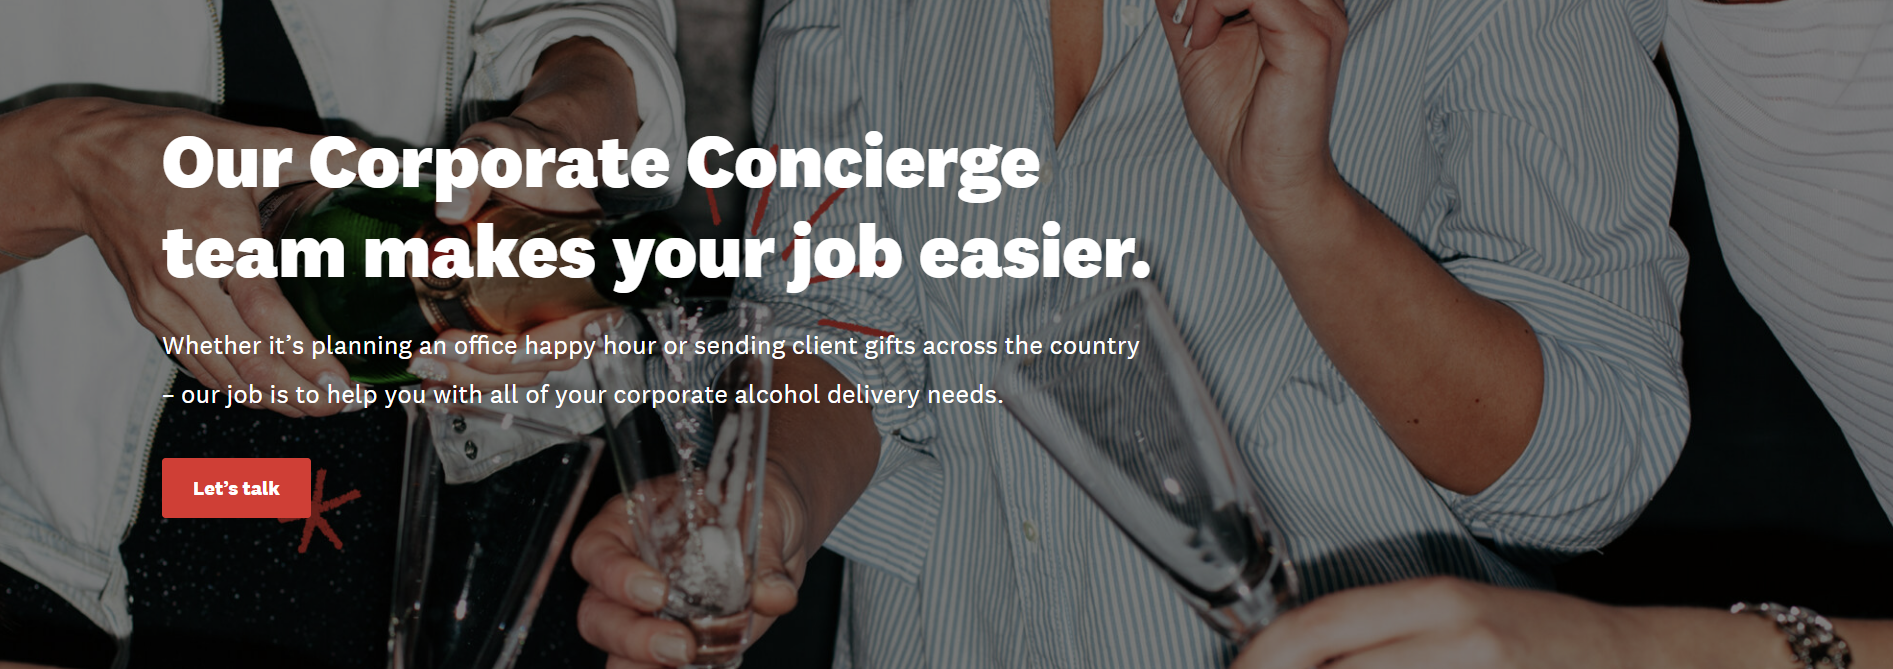 Our Corporate Concierge
team makes your job easier.
Whether it’s planning an office happy hour or sending client gifts across the country
– our job is to help you with all of your corporate alcohol delivery needs.
Let’s talk